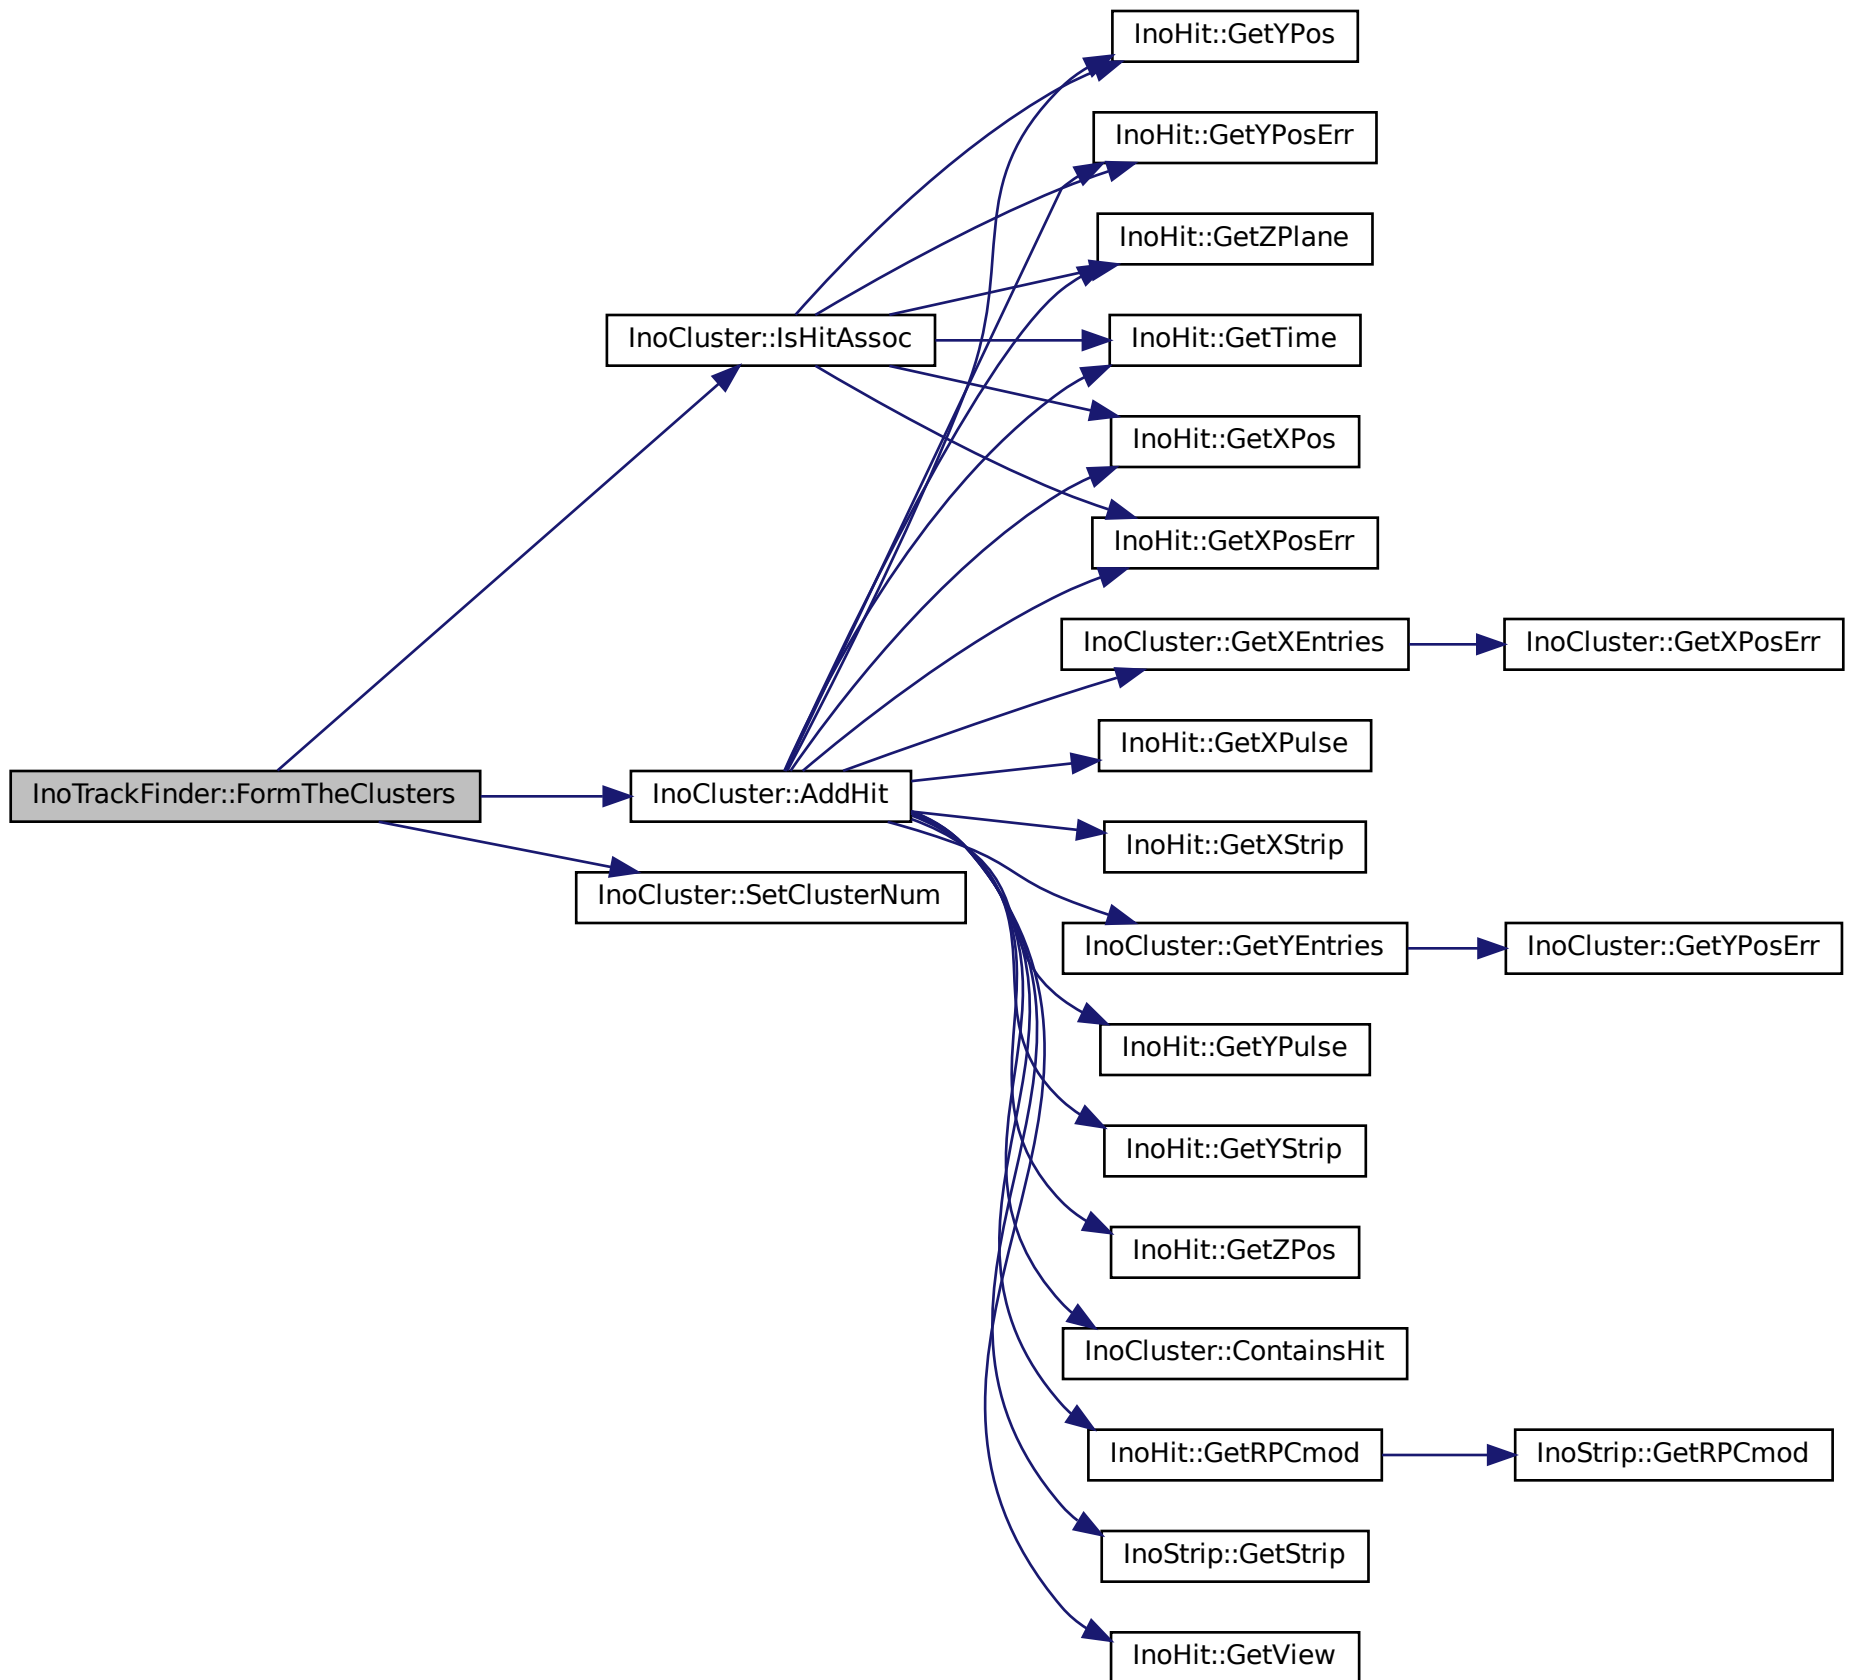 InoHit::GetYPos
InoHit::GetYPosErr
InoHit::GetZPlane
InoCluster::IsHitAssoc
InoHit::GetTime
InoHit::GetXPos
InoHit::GetXPosErr
InoCluster::GetXEntries
InoCluster::GetXPosErr
InoHit::GetXPulse
InoTrackFinder::FormTheClusters
InoCluster::AddHit
InoHit::GetXStrip
InoCluster::SetClusterNum
InoCluster::GetYEntries
InoCluster::GetYPosErr
InoHit::GetYPulse
InoHit::GetYStrip
InoHit::GetZPos
InoCluster::ContainsHit
InoHit::GetRPCmod
InoStrip::GetRPCmod
InoStrip::GetStrip
InoHit::GetView